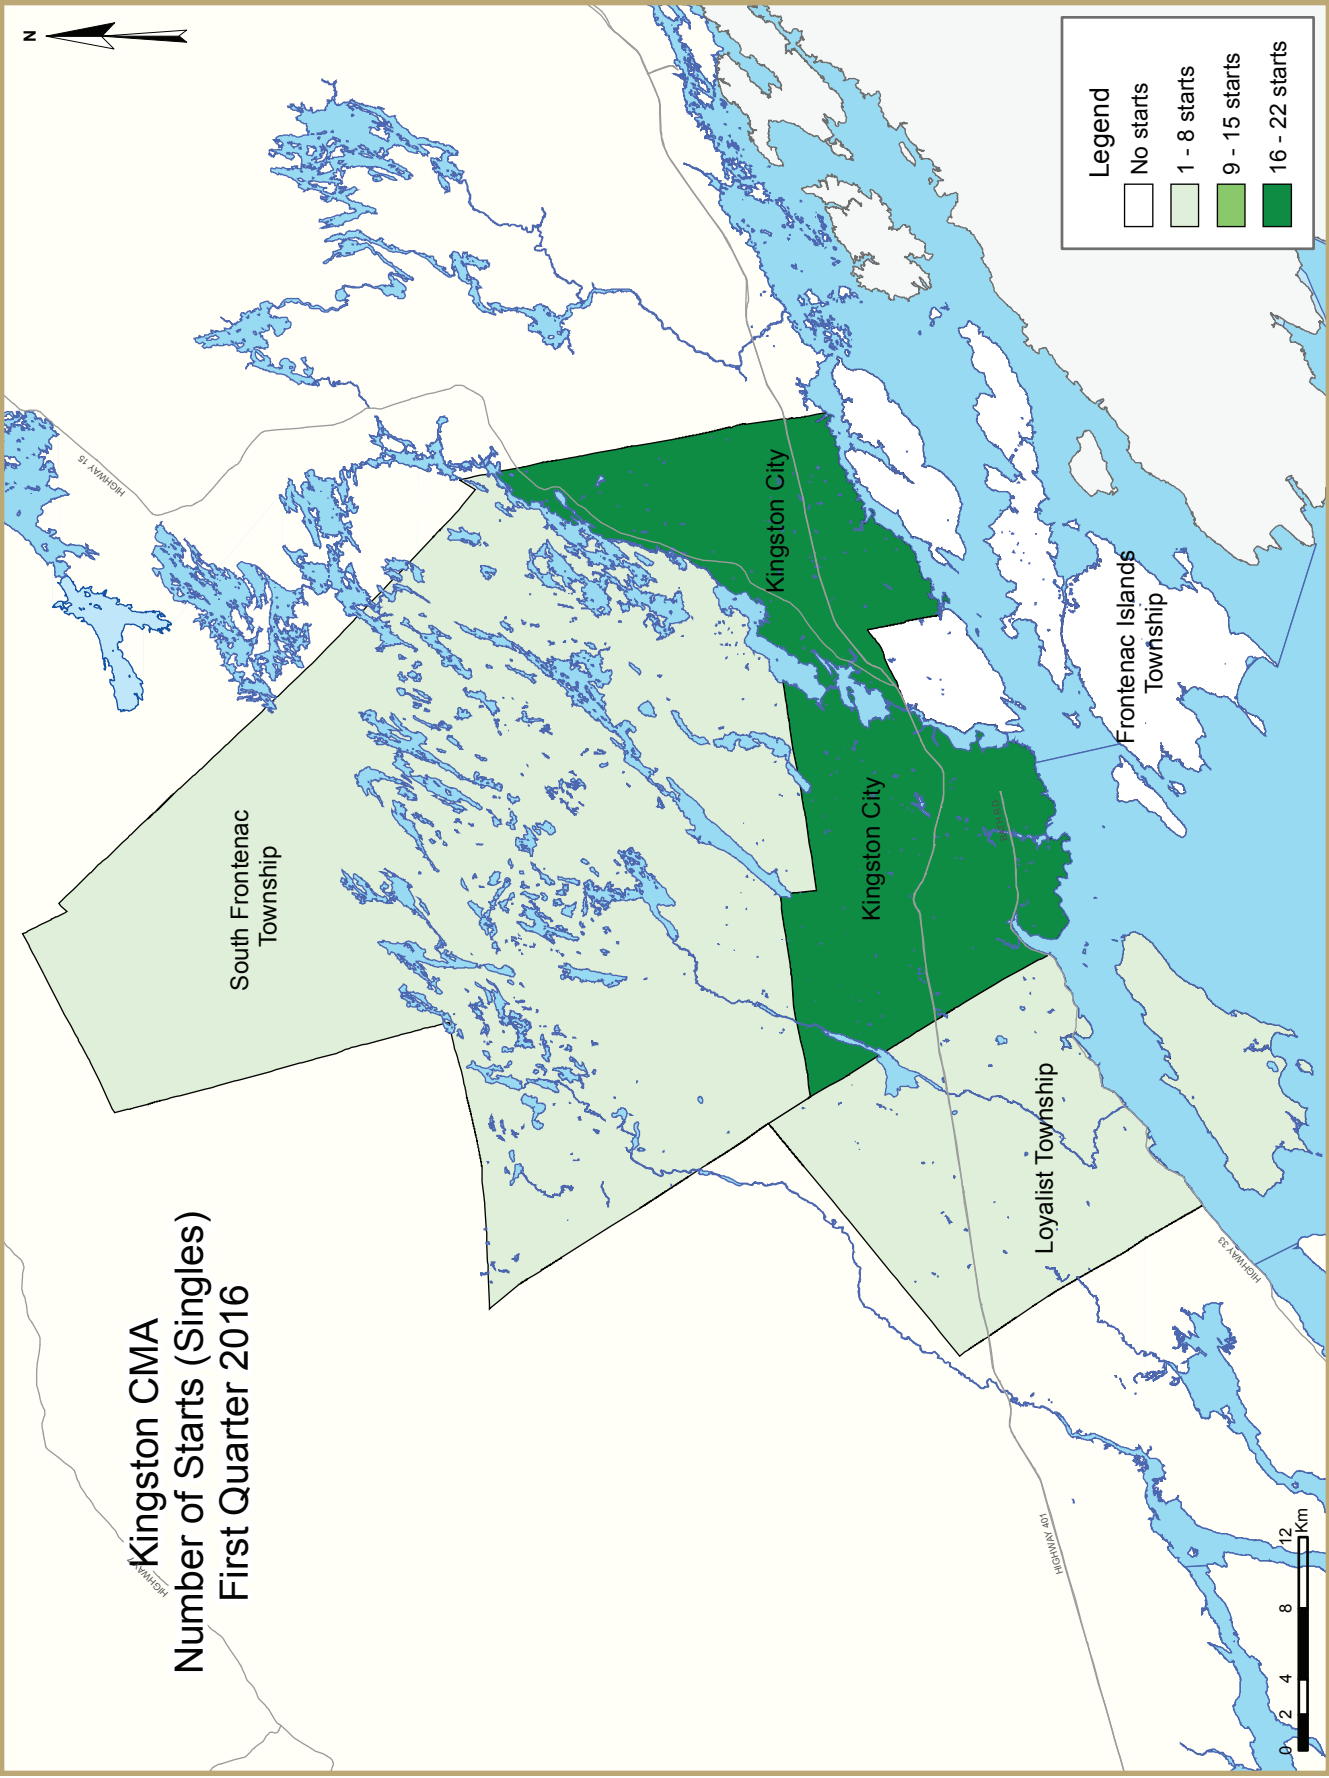 Kingston CMA
Number of Starts (Singles)
First Quarter 2016
N
HIGHWAY 7
HIGHWAY 15
South Frontenac
Township
Kingston City
Kingston City
Loyalist Township
Frontenac Islands
Township
HIGHWAY 401
HIGHWAY 33
Legend
No starts
1 - 8 starts
9 - 15 starts
16 - 22 starts
0 2 4 8 12
Km